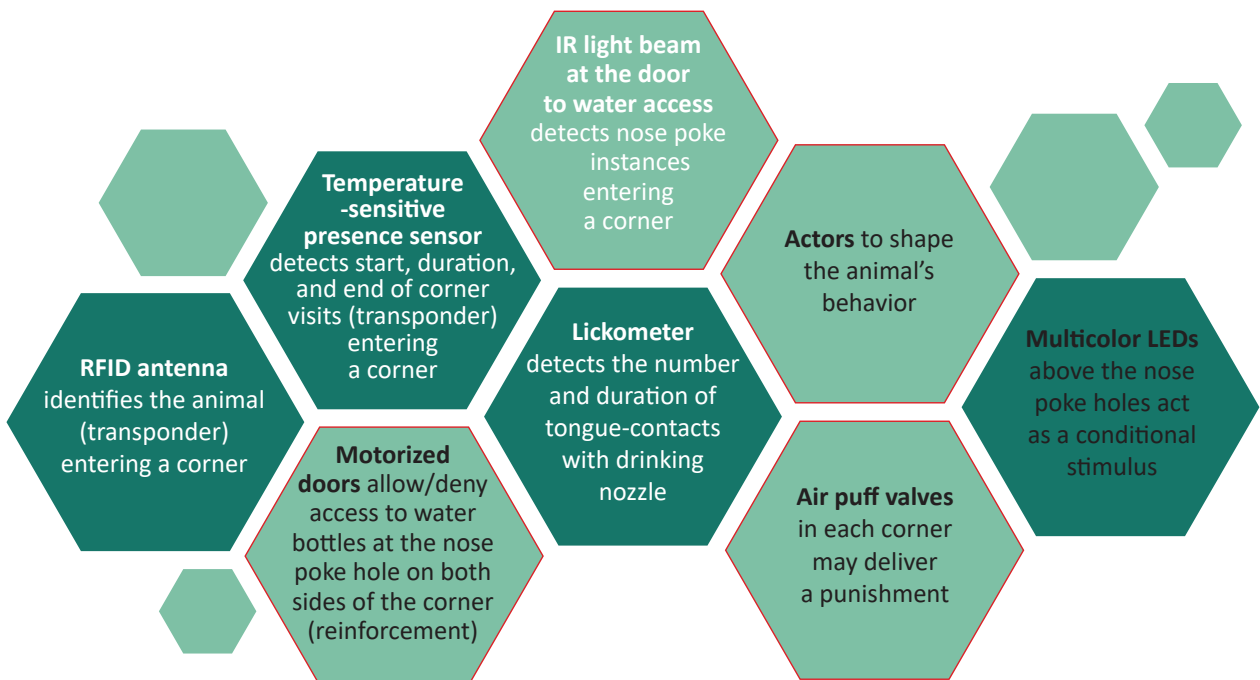 IR light beam
at the door
to water access
detects nose poke
instances
entering
a corner
Temperature
-sensitive
presence sensor
detects start, duration,
and end of corner
visits (transponder)
entering
a corner
Actors to shape
the animal's
behavior
RFID antenna
identifies the animal
(transponder)
entering a corner
Lickometer
detects the number
and duration of
tongue-contacts
with drinking
nozzle
Multicolor LEDs
above the nose
poke holes act
as a conditional
stimulus
Motorized
doors allow/deny
access to water
bottles at the nose
poke hole on both
sides of the corner
(reinforcement)
Air puff valves
in each corner
may deliver
a punishment